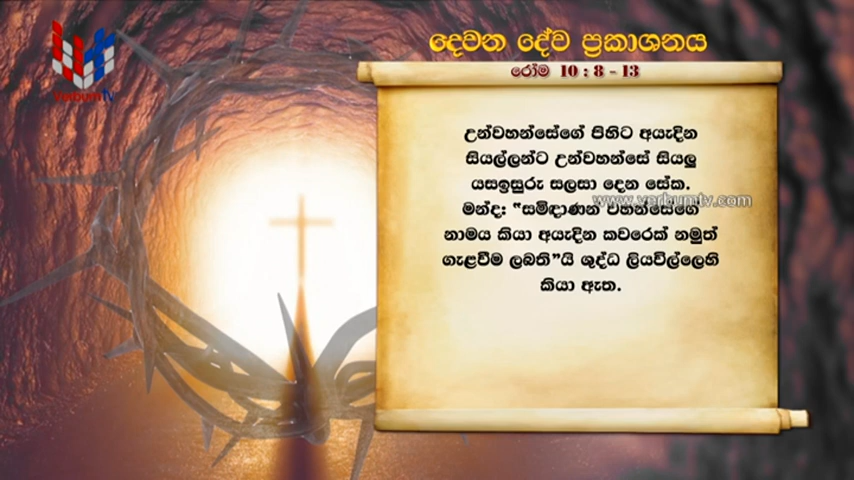 VerbumTV
දෙවන දේව ප්‍රකාශනය
රෝම 10 : 8 - 13
උන්වහන්සේගේ පිහිට අයැදින
සියල්ලන්ට උන්වහන්සේ සියලු
යසඉසුරු සලසා දෙන සේක.
www.verbumtv.com
මන්ද: “සමිඳාණන් වහන්සේගේ
නාමය කියා අයැදින කවරෙක් නමුත්
ගැළවීම ලබති”යි ශුද්ධ ලියවිල්ලෙහි
කියා ඇත.